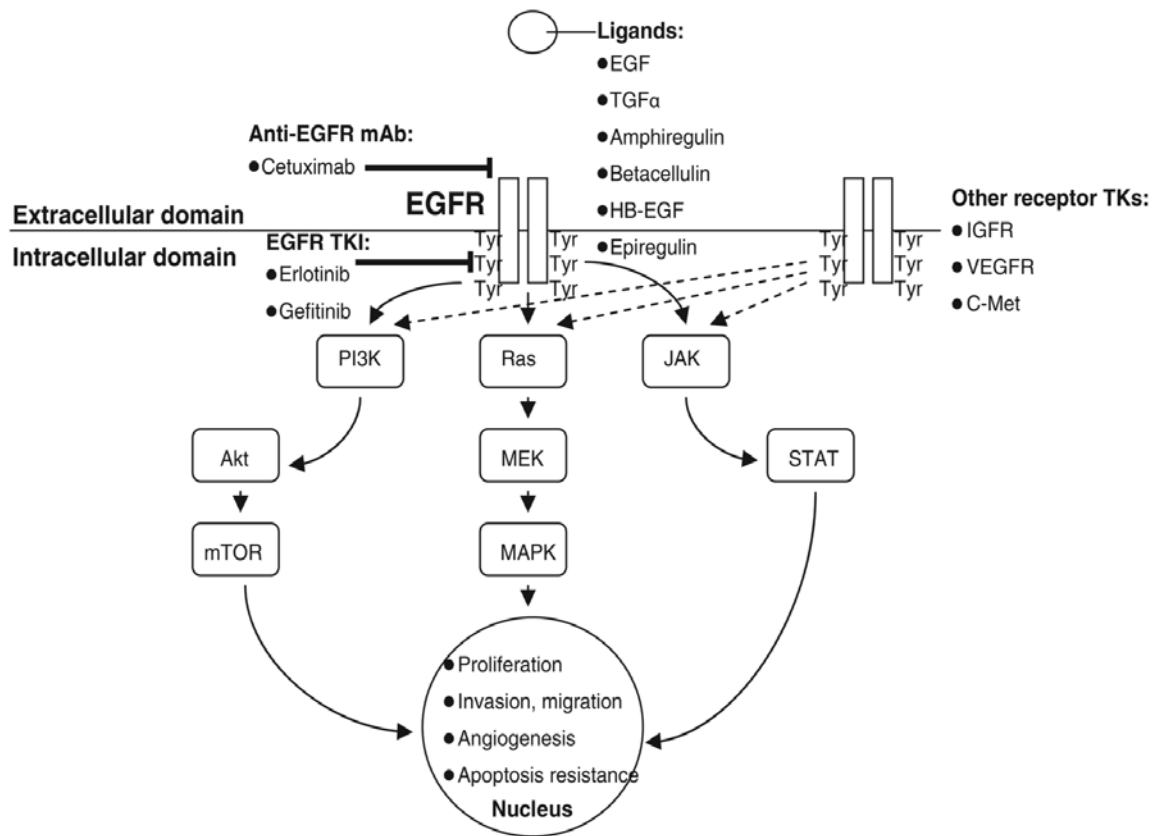 Ligands:
●EGF
●TGFα
●Amphiregulin
●Betacellulin
●HB-EGF
●Epiregulin
Anti-EGFR mAb:
●Cetuximab
EGFR
Extracellular domain
Intracellular domain
EGFR TKI:
●Erlotinib
●Gefitinib
Tyr Tyr
Tyr Tyr
Tyr Tyr
Tyr Tyr
Tyr Tyr
Tyr Tyr
Other receptor TKs:
●IGFR
●VEGFR
●C-Met
PI3K
Ras
JAK
Akt
MEK
STAT
mTOR
MAPK
●Proliferation
●Invasion, migration
●Angiogenesis
●Apoptosis resistance
Nucleus